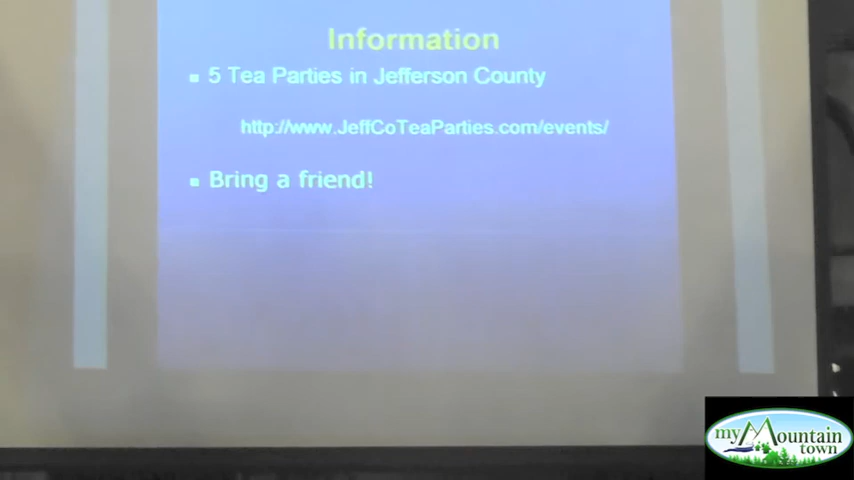 Information
5 Tea Parties in Jefferson County
http://www.JeffCoTeaParties.com/events/
Bring a friend!
my Mountain
town